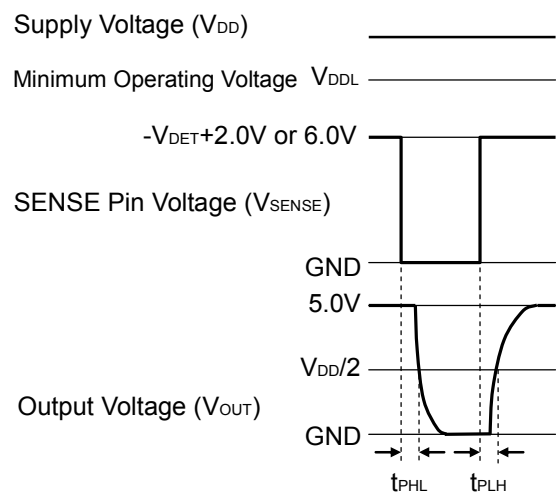 Supply Voltage (VDD)
Minimum Operating Voltage VDDL
-VDET+2.0V or 6.0V
SENSE Pin Voltage (VSENSE)
GND
5.0V
VDD/2
Output Voltage (VOUT)
GND
tPHL tPLH